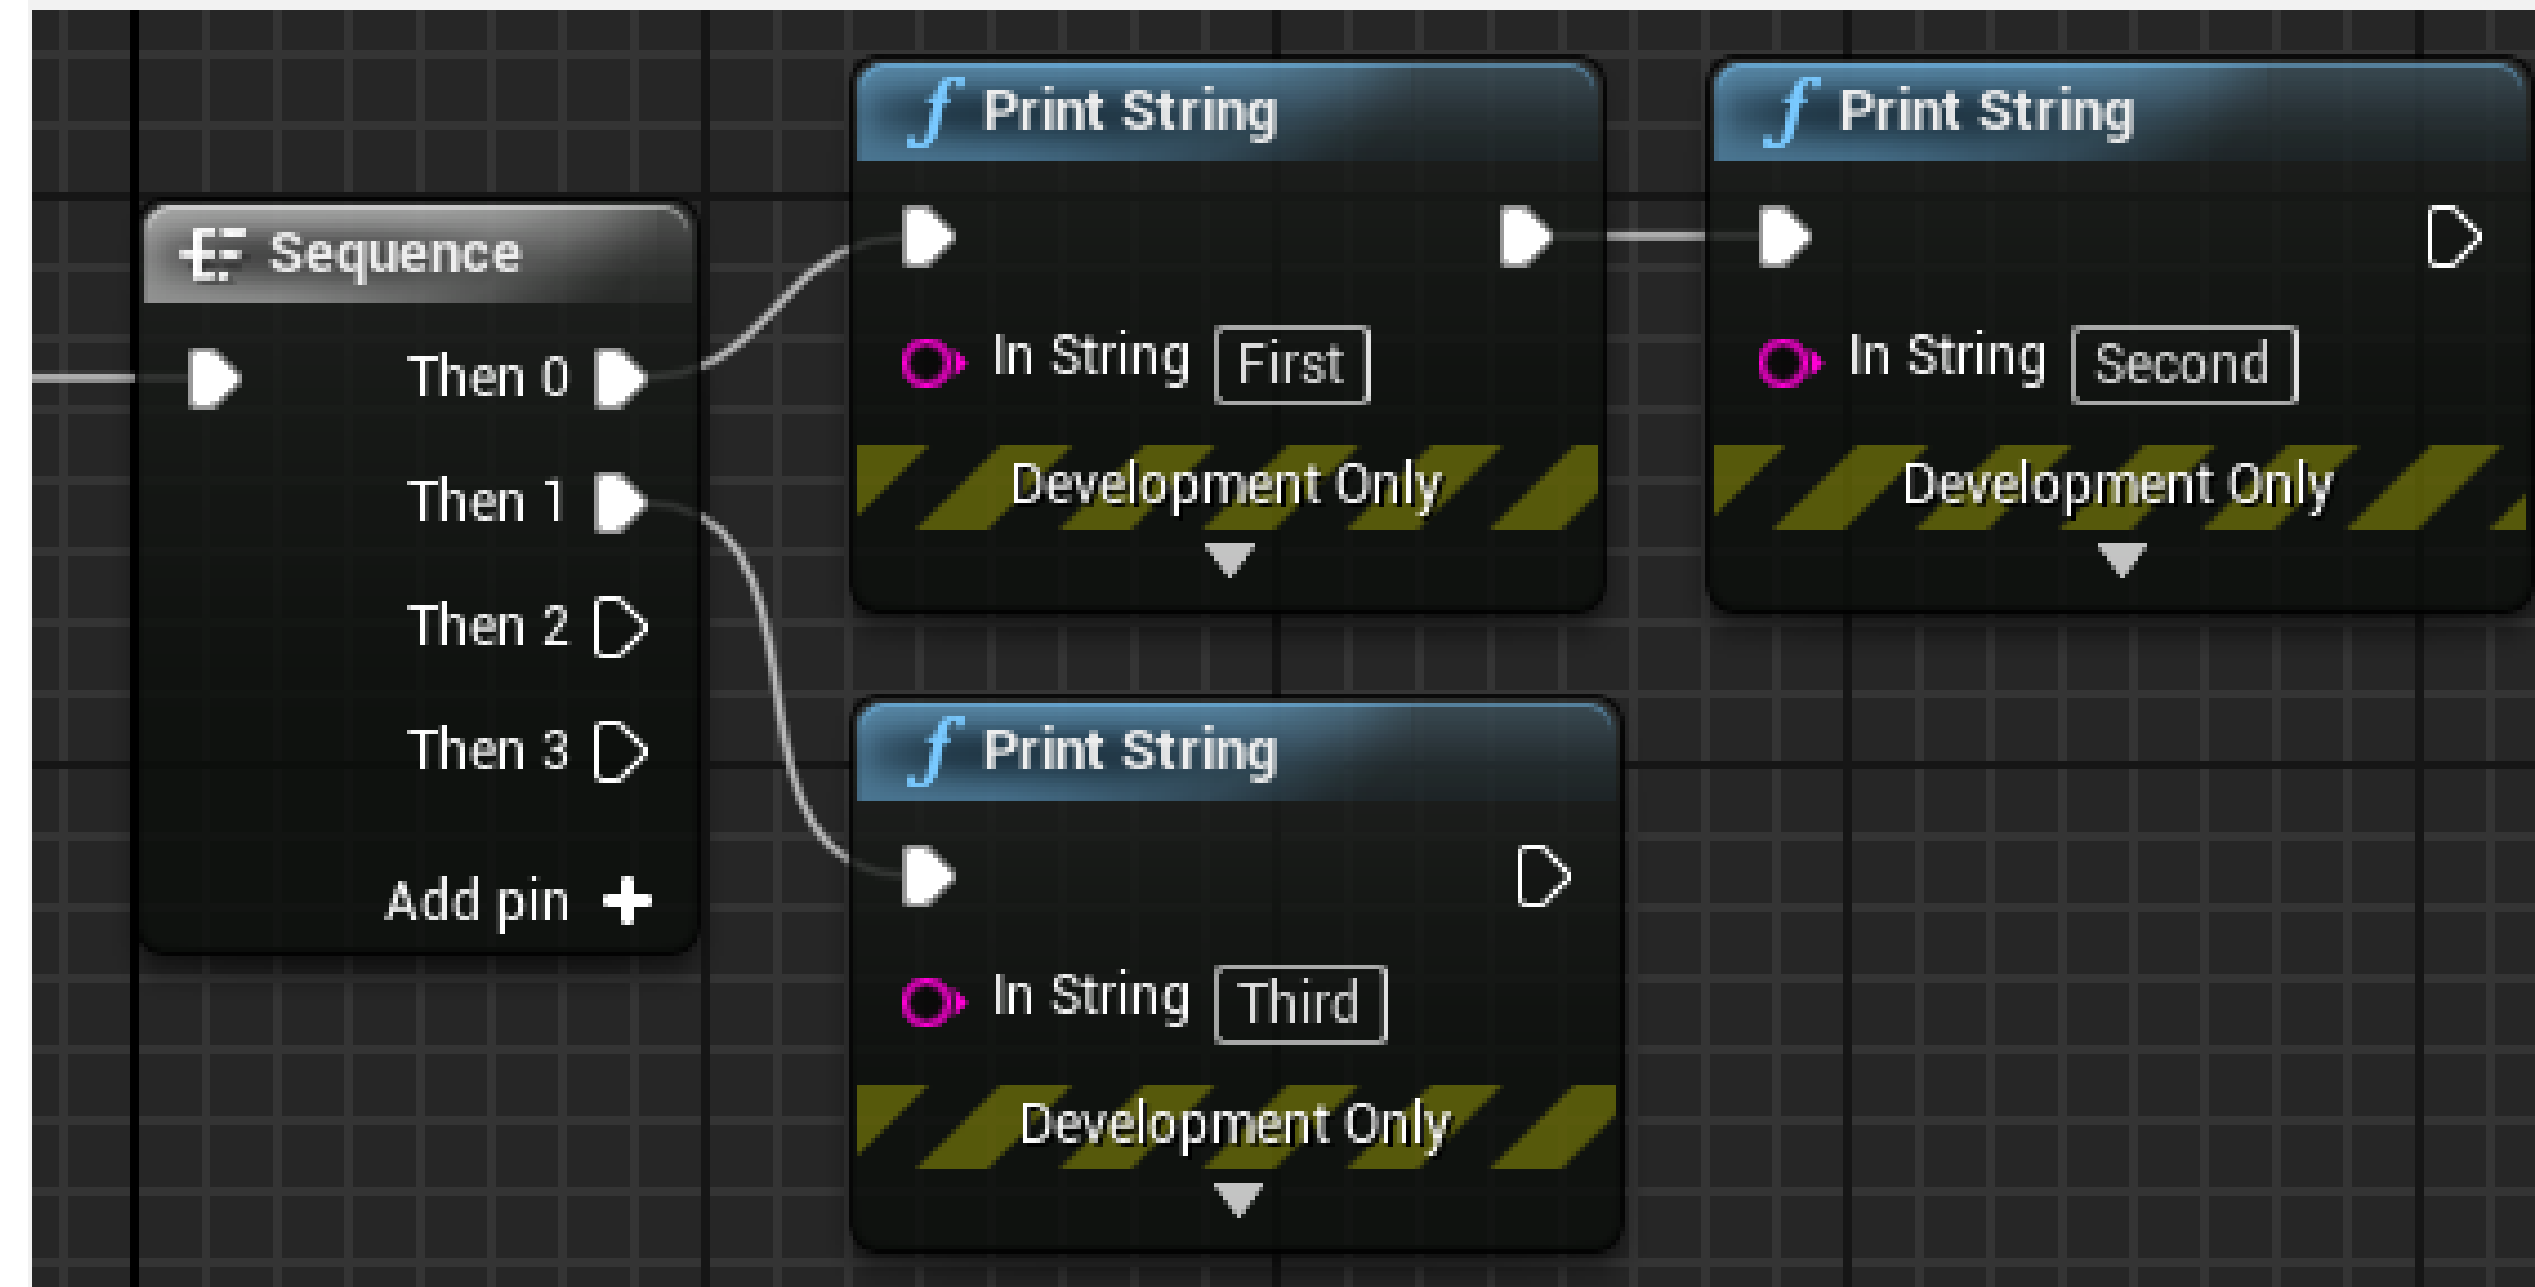 Sequence
Then 0
Then 1
Then 2
Then 3
Add pin
Print String
In String First
Development Only
Print String
In String Second
Development Only
Print String
In String Third
Development Only